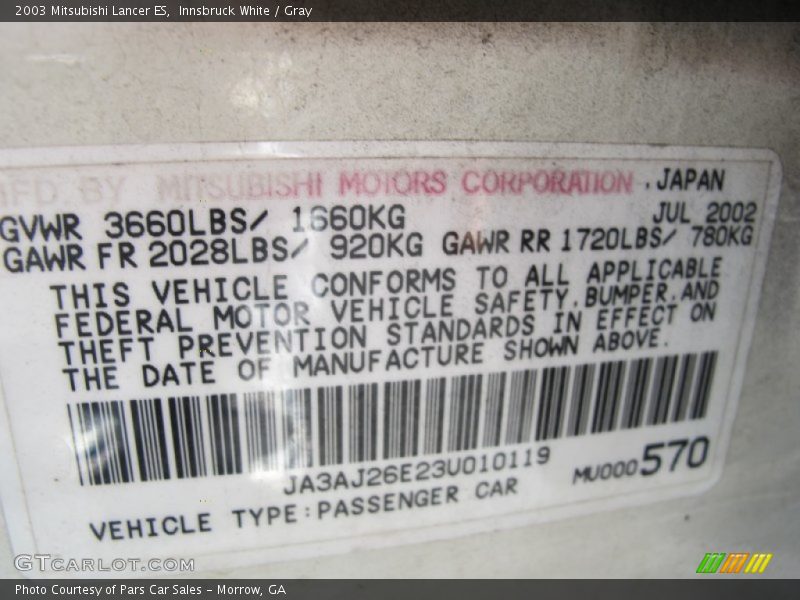 2003 Mitsubishi Lancer ES,  Innsbruck White / Gray
MFD BY MITSUBISHI MOTORS CORPORATION ,JAPAN
GVWR 3660LBS/ 1660KG JUL 2002
GAWR FR 2028LBS/ 920KG GAWR RR 1720LBS/ 780KG
THIS VEHICLE CONFORMS TO ALL APPLICABLE
FEDERAL MOTOR VEHICLE SAFETY,BUMPER,AND
THEFT PREVENTION STANDARDS IN EFFECT ON
THE DATE OF MANUFACTURE SHOWN ABOVE.
JA3AJ26E23U010119 MU000570
VEHICLE TYPE:PASSENGER CAR
GTCARLOT.COM
Photo Courtesy of Pars Car Sales - Morrow, GA